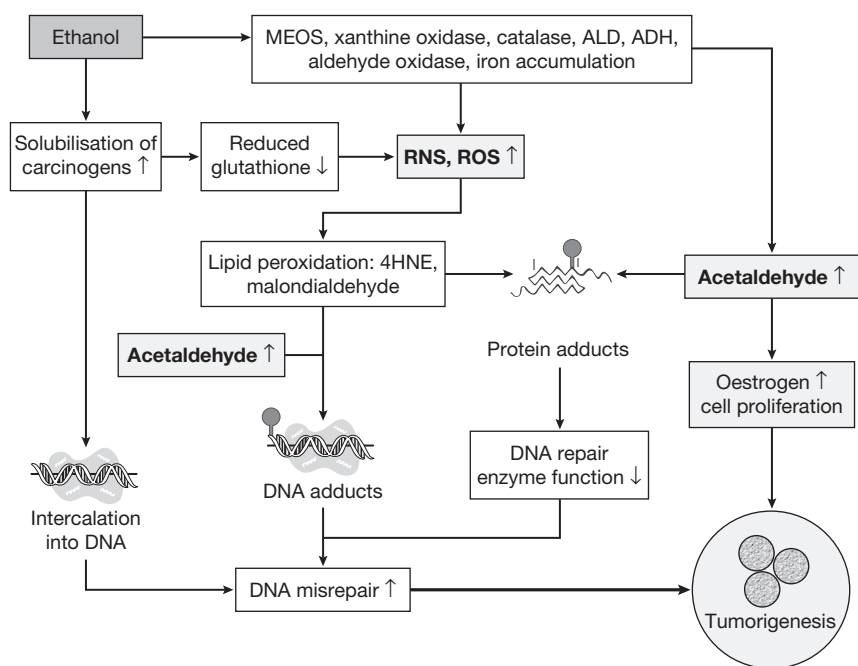 Ethanol
MEOS, xanthine oxidase, catalase, ALD, ADH,
aldehyde oxidase, iron accumulation
Solubilisation of
carcinogens ↑
Reduced
glutathione ↓
RNS, ROS ↑
Lipid peroxidation: 4HNE,
malondialdehyde
Acetaldehyde ↑
Acetaldehyde ↑
Protein adducts
Oestrogen ↑
cell proliferation
DNA repair
enzyme function ↓
DNA adducts
Intercalation
into DNA
DNA misrepair ↑
Tumorigenesis